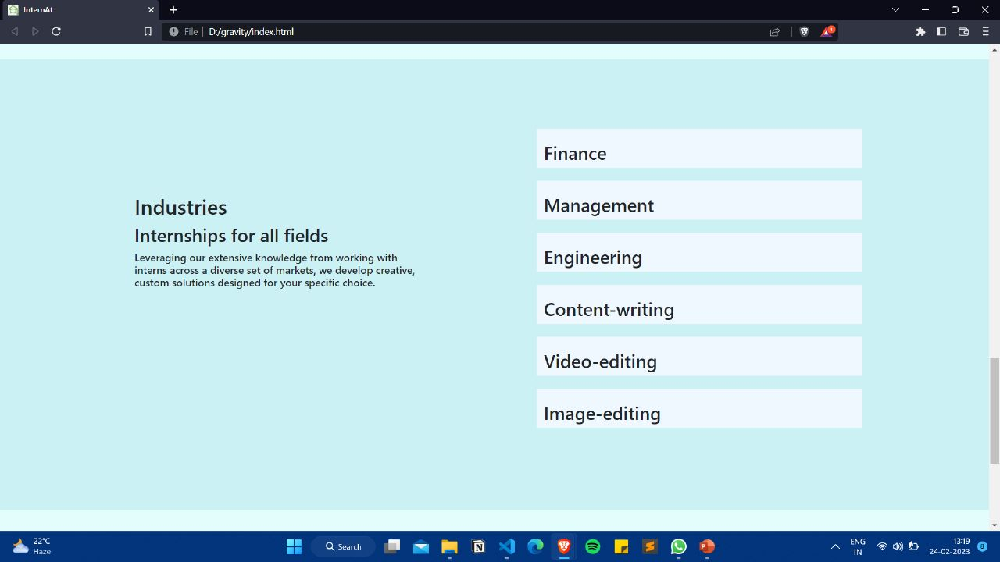 InternAt
File D:/gravity/index.html
1
Industries
Internships for all fields
Leveraging our extensive knowledge from working with
interns across a diverse set of markets, we develop creative,
custom solutions designed for your specific choice.
Finance
Management
Engineering
Content-writing
Video-editing
Image-editing
22°C
Haze
Search
ENG
IN
13:19
24-02-2023
8